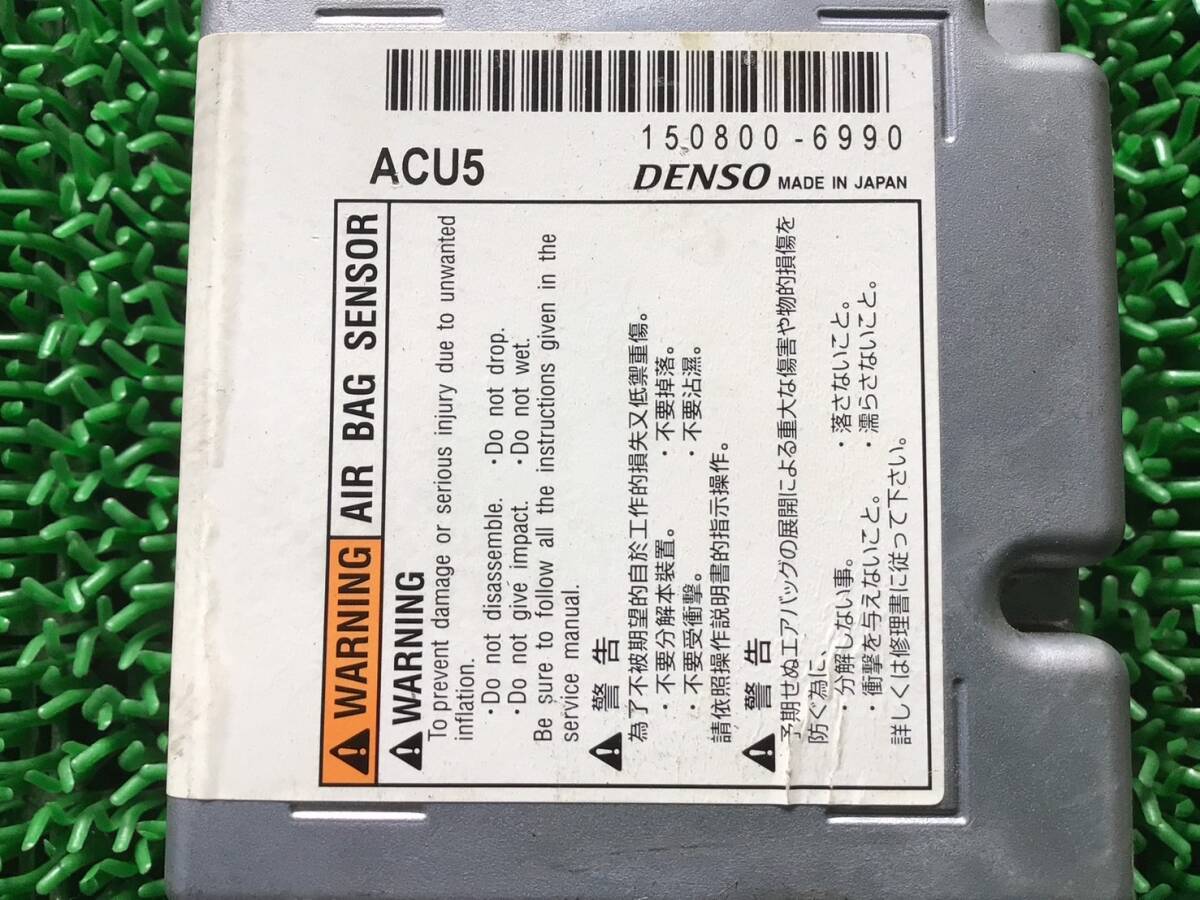 150800-6990
ACU5
DENSO MADE IN JAPAN
WARNING AIR BAG SENSOR
WARNING
To prevent damage or serious injury due to unwanted
inflation.
・Do not disassemble. ・Do not drop.
・Do not give impact. ・Do not wet.
Be sure to follow all the instructions given in the
service manual.
警 告
為了不被期望的自於工作的損失又低禦重傷。
・不要分解本裝置。 ・不要掉落。
・不要受衝擊。 ・不要沾濕。
請依照操作說明書的指示操作。
警 告
予期せぬエアバッグの展開による重大な傷害や物的損傷を
防ぐ為に、
・分解しない事。 ・落さないこと。
・衝撃を与えないこと。 ・濡らさないこと。
詳しくは修理書に従って下さい。